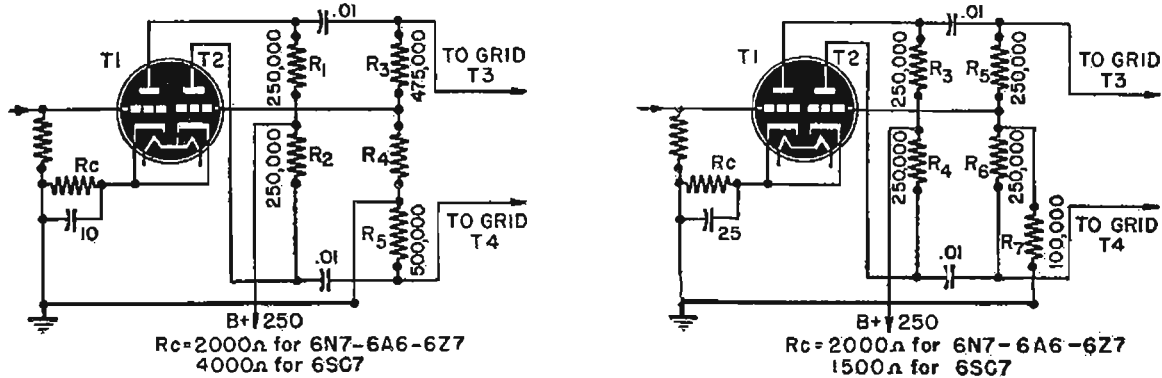 .01
T1
T2
250,000
R1
R3
475,000
TO GRID
T3
Rc
250,000
R2
R4
10
R5
500,000
TO GRID
T4
.01
B+ 250
Rc=2000Ω for 6N7-6A6-6Z7
4000Ω for 6SC7
.01
T1
T2
250,000
R3
R5
250,000
TO GRID
T3
Rc
250,000
R4
R6
250,000
25
R7
100,000
TO GRID
T4
.01
B+ 250
Rc=2000Ω for 6N7-6A6-6Z7
1500Ω for 6SC7